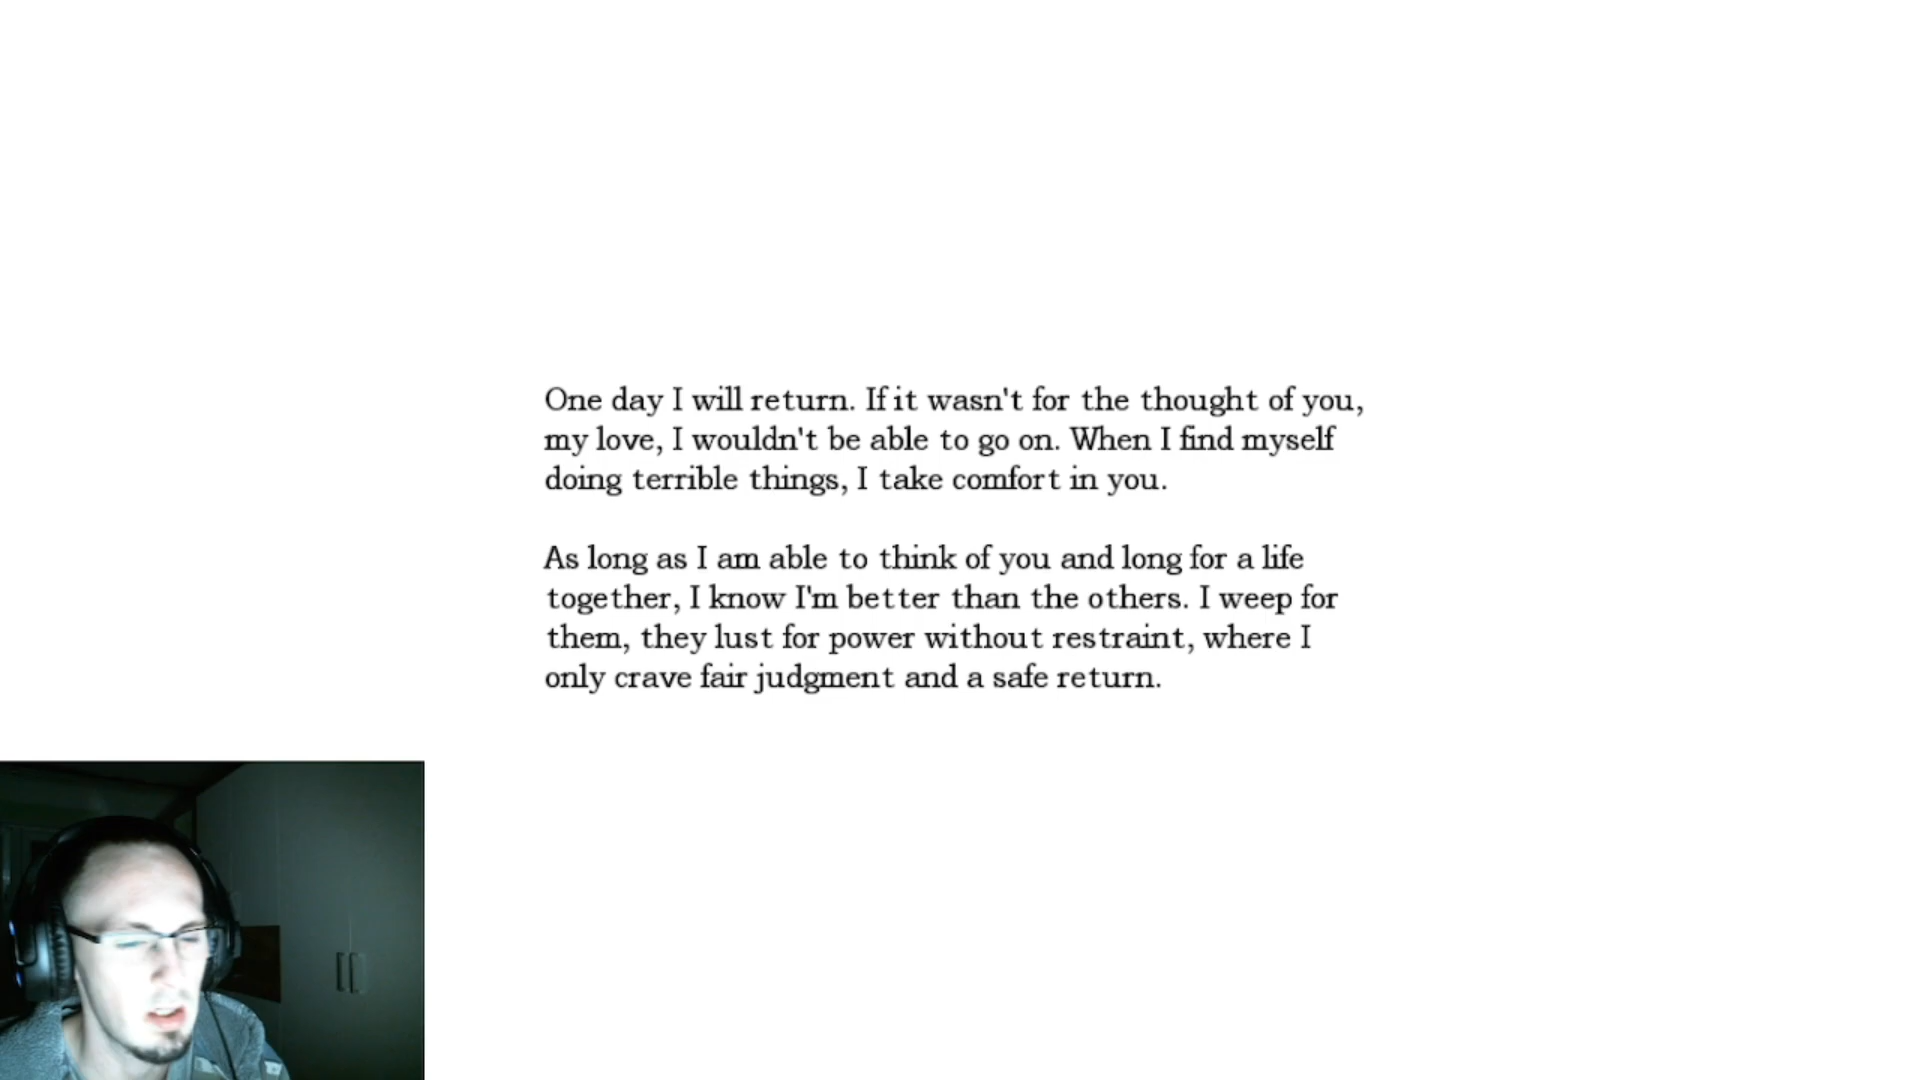 One day I will return. If it wasn't for the thought of you,
my love, I wouldn't be able to go on. When I find myself
doing terrible things, I take comfort in you.
As long as I am able to think of you and long for a life
together, I know I'm better than the others. I weep for
them, they lust for power without restraint, where I
only crave fair judgment and a safe return.